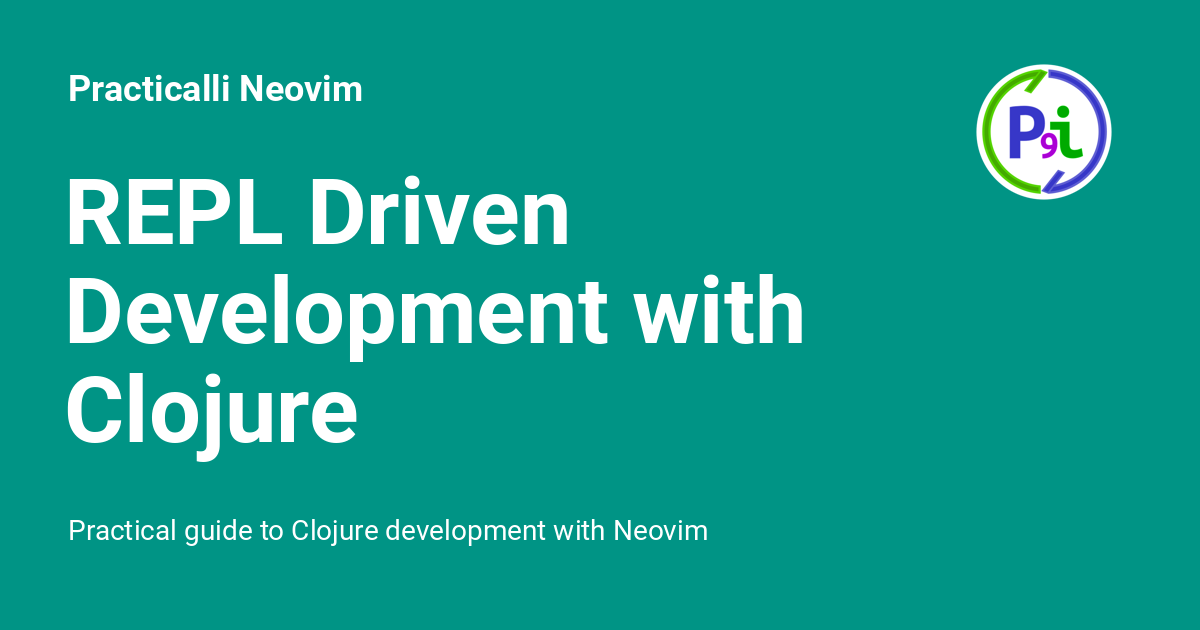 Practicalli Neovim
P9i
REPL Driven
Development with
Clojure
Practical guide to Clojure development with Neovim